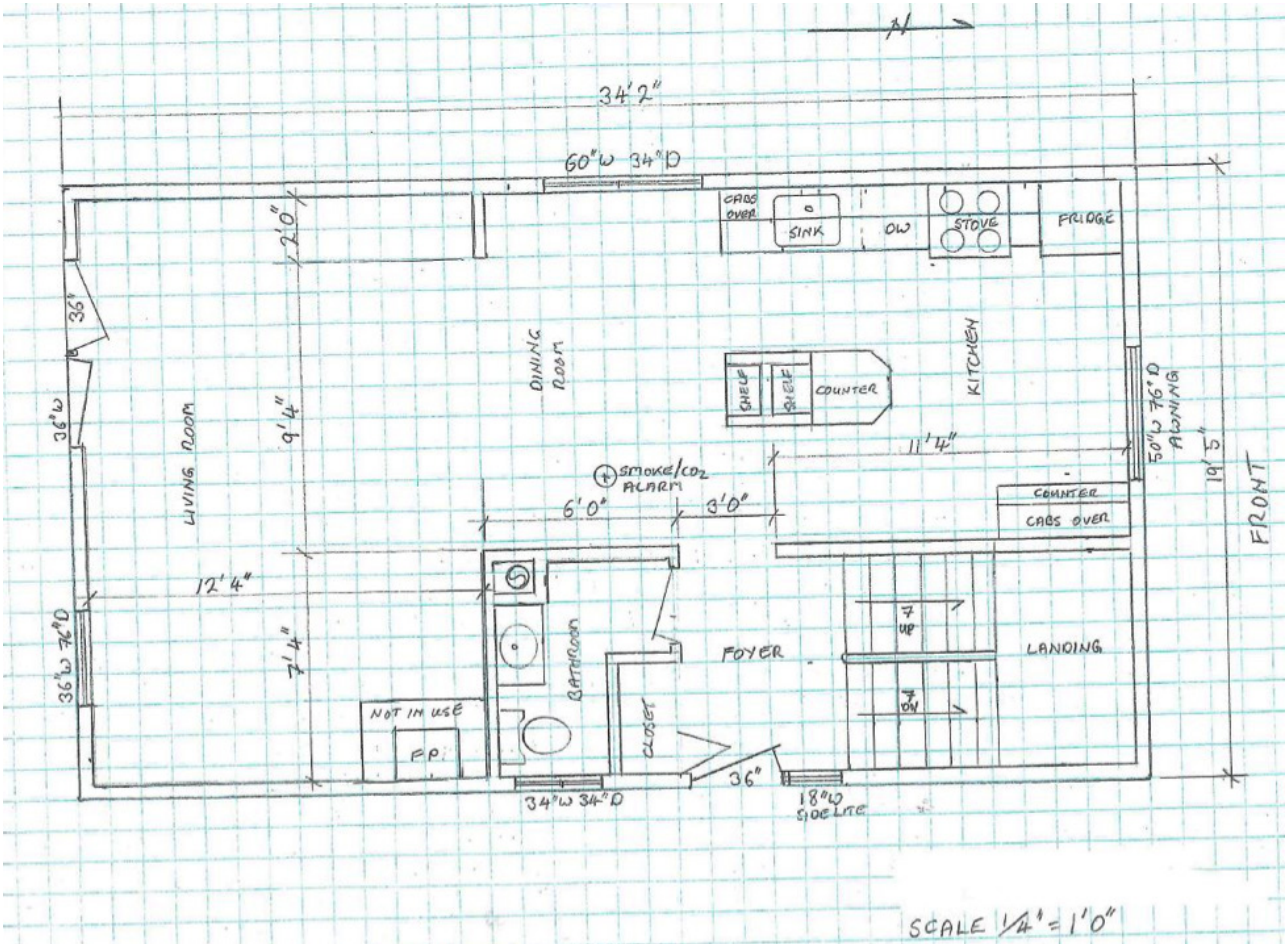 N
34'2"
60"W 34"D
CABS
OVER
SINK
DW
STOVE
FRIDGE
2'0"
36"
DINING
ROOM
KITCHEN
SHELF
SHELF
COUNTER
36"W
LIVING ROOM
9'4"
50"W 76"D
AWNING
19'5"
FRONT
11'4"
SMOKE/CO2
ALARM
6'0"
3'0"
COUNTER
CABS OVER
12'4"
36"W 76"D
7'4"
BATHROOM
FOYER
7
UP
LANDING
7
DN
NOT IN USE
F.P.
CLOSET
36"
34"W 34"D
18"W
SIDELITE
SCALE 1/4" = 1'0"